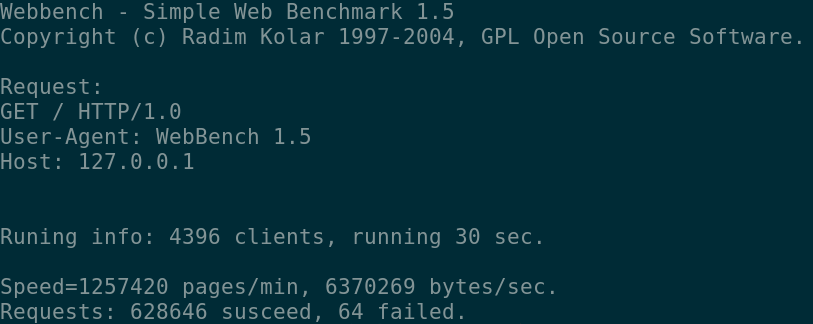 Webbench - Simple Web Benchmark 1.5
Copyright (c) Radim Kolar 1997-2004, GPL Open Source Software.
Request:
GET / HTTP/1.0
User-Agent: WebBench 1.5
Host: 127.0.0.1
Runing info: 4396 clients, running 30 sec.
Speed=1257420 pages/min, 6370269 bytes/sec.
Requests: 628646 susceed, 64 failed.